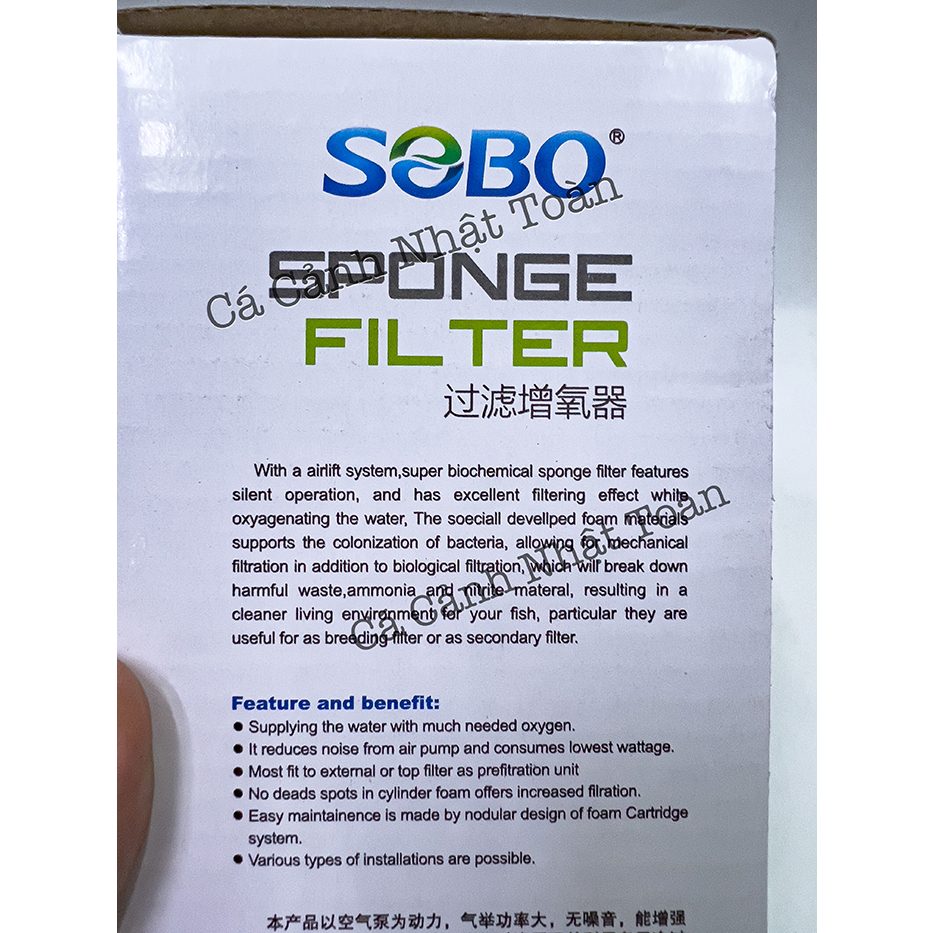 SOBO®
Cá Cảnh Nhật Toàn
SPONGE
FILTER
过滤增氧器
With a airlift system,super biochemical sponge filter features
silent operation, and has excellent filtering effect while
oxyagenating the water, The soeciall devellped foam materials
supports the colonization of bacteria, allowing for mechanical
filtration in addition to biological filtration, which will break down
harmful waste,ammonia and nitrite materal, resulting in a
cleaner living environment for your fish, particular they are
useful for as breeding filter or as secondary filter.
Cá Cảnh Nhật Toàn
Feature and benefit:
● Supplying the water with much needed oxygen.
● It reduces noise from air pump and consumes lowest wattage.
● Most fit to external or top filter as prefitration unit
● No deads spots in cylinder foam offers increased filration.
● Easy maintainence is made by nodular design of foam Cartridge
system.
● Various types of installations are possible.
本产品以空气泵为动力，气举功率大，无噪音，能增强